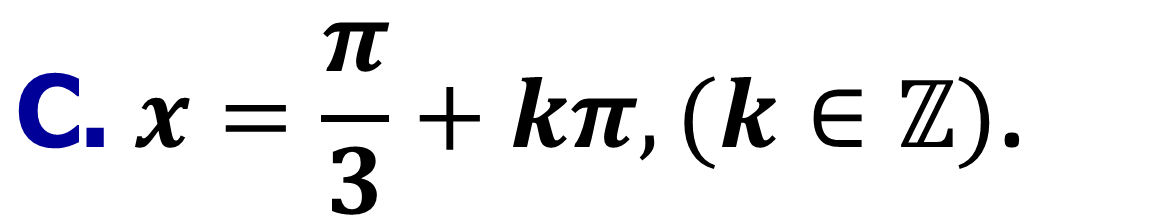 C. x = π/3 + kπ, (k ∈ ℤ).